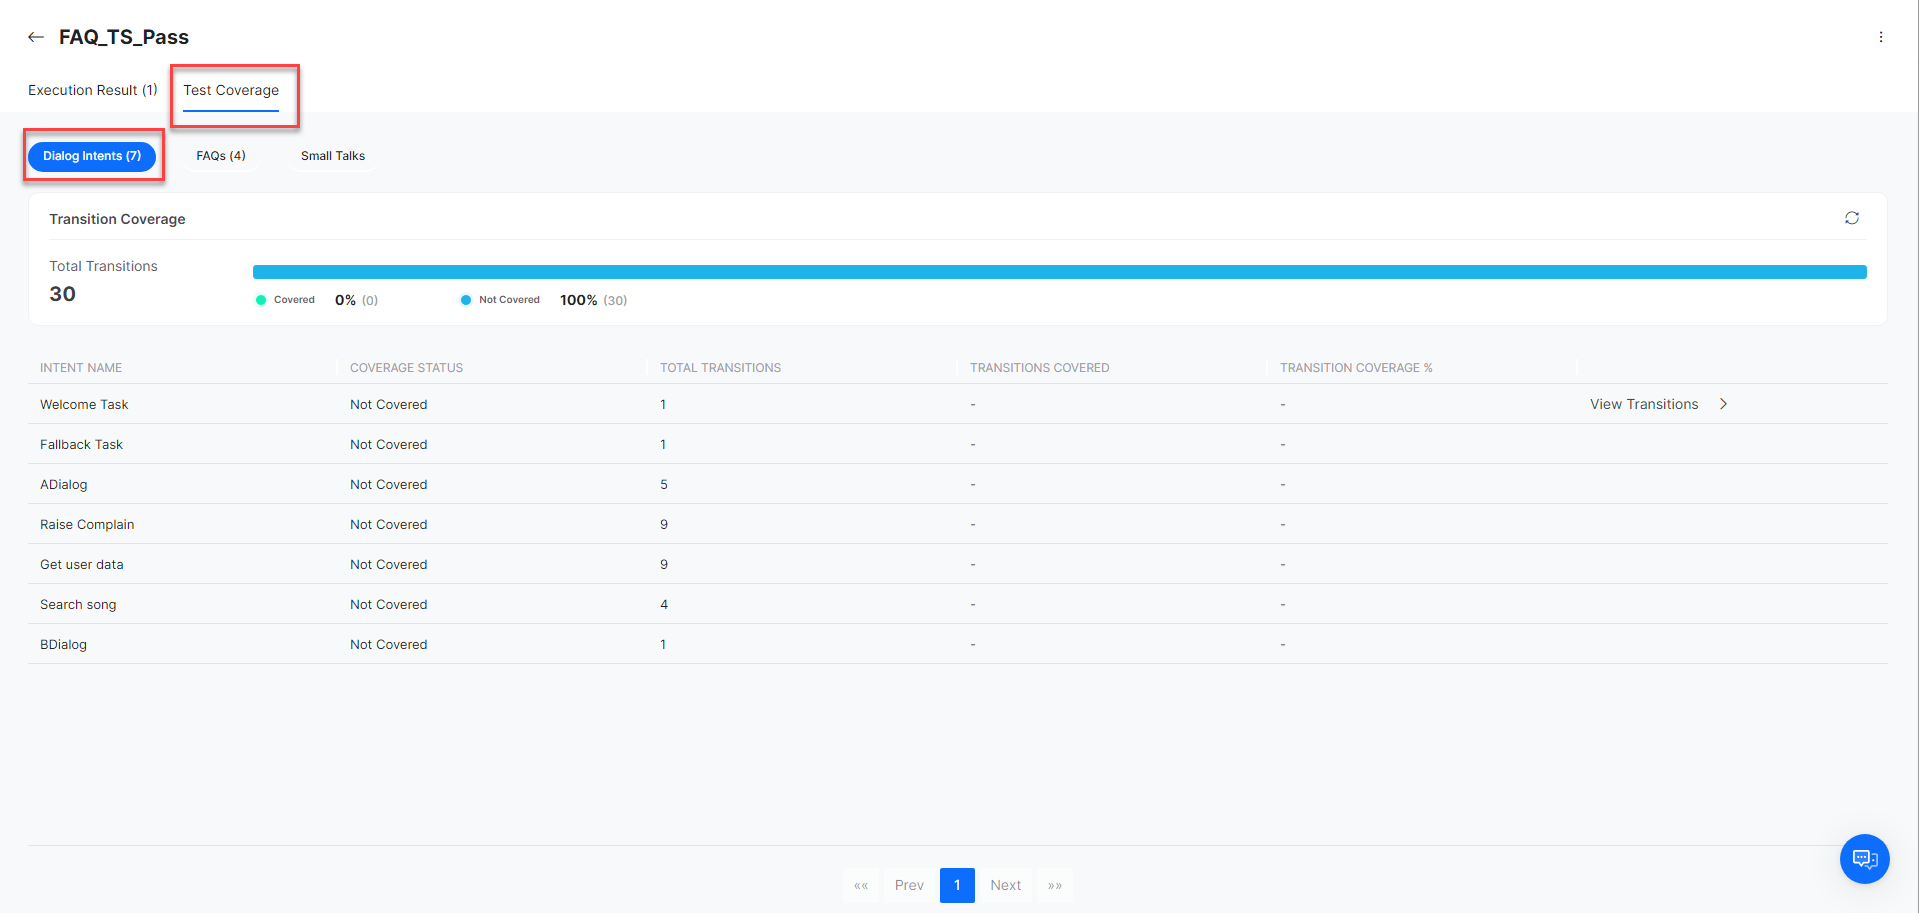 FAQ_TS_Pass
Execution Result (1) Test Coverage
Dialog Intents (7) FAQs (4) Small Talks
Transition Coverage
Total Transitions
30
Covered 0% (0) Not Covered 100% (30)
INTENT NAME COVERAGE STATUS TOTAL TRANSITIONS TRANSITIONS COVERED TRANSITION COVERAGE %
Welcome Task Not Covered 1 - - View Transitions
Fallback Task Not Covered 1 - -
ADialog Not Covered 5 - -
Raise Complain Not Covered 9 - -
Get user data Not Covered 9 - -
Search song Not Covered 4 - -
BDialog Not Covered 1 - -
«« Prev 1 Next »»